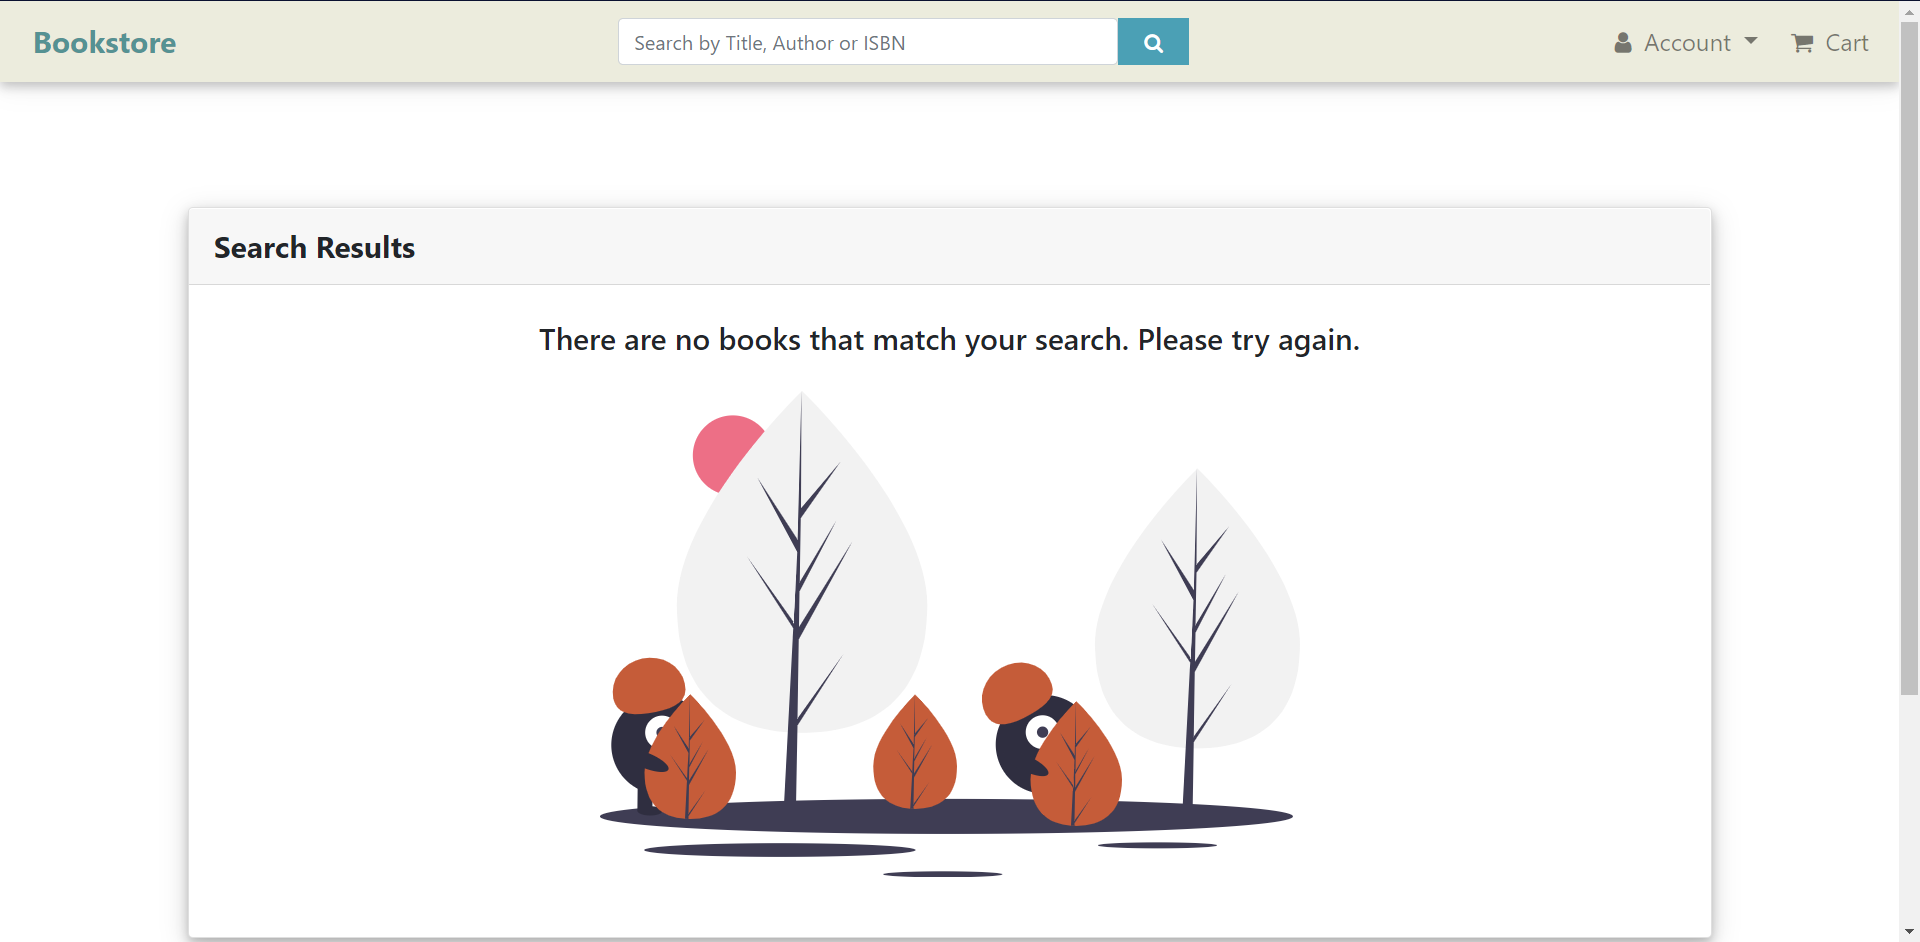 Bookstore
Search by Title, Author or ISBN
Account
Cart
Search Results
There are no books that match your search. Please try again.